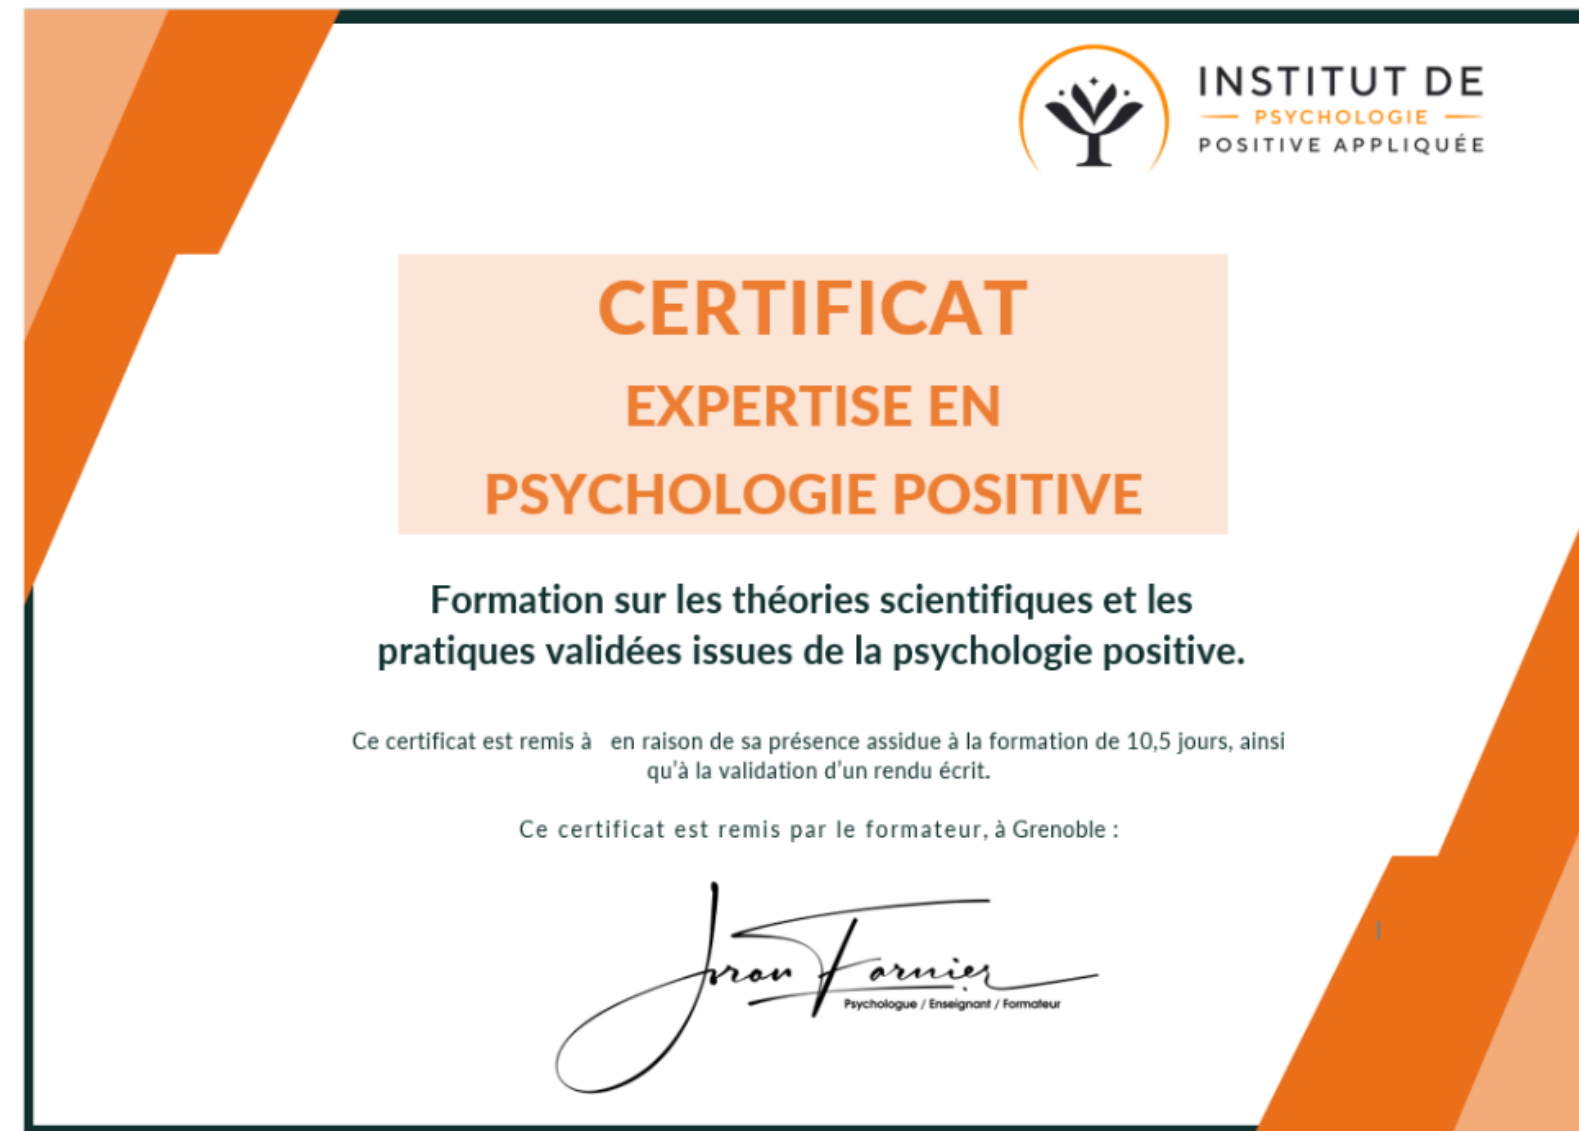 INSTITUT DE
PSYCHOLOGIE
POSITIVE APPLIQUÉE
CERTIFICAT
EXPERTISE EN
PSYCHOLOGIE POSITIVE
Formation sur les théories scientifiques et les
pratiques validées issues de la psychologie positive.
Ce certificat est remis à en raison de sa présence assidue à la formation de 10,5 jours, ainsi
qu’à la validation d’un rendu écrit.
Ce certificat est remis par le formateur, à Grenoble :
Farnier
Psychologue / Enseignant / Formateur